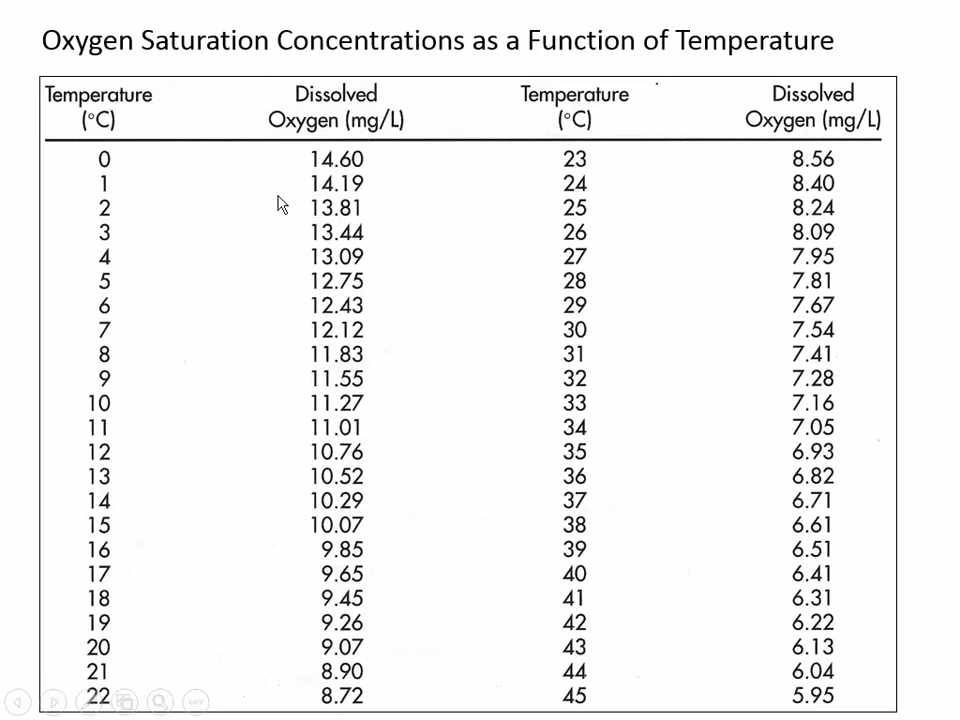 Oxygen Saturation Concentrations as a Function of Temperature
Temperature Dissolved Temperature Dissolved
(°C) Oxygen (mg/L) (°C) Oxygen (mg/L)
0 14.60 23 8.56
1 14.19 24 8.40
2 13.81 25 8.24
3 13.44 26 8.09
4 13.09 27 7.95
5 12.75 28 7.81
6 12.43 29 7.67
7 12.12 30 7.54
8 11.83 31 7.41
9 11.55 32 7.28
10 11.27 33 7.16
11 11.01 34 7.05
12 10.76 35 6.93
13 10.52 36 6.82
14 10.29 37 6.71
15 10.07 38 6.61
16 9.85 39 6.51
17 9.65 40 6.41
18 9.45 41 6.31
19 9.26 42 6.22
20 9.07 43 6.13
21 8.90 44 6.04
22 8.72 45 5.95